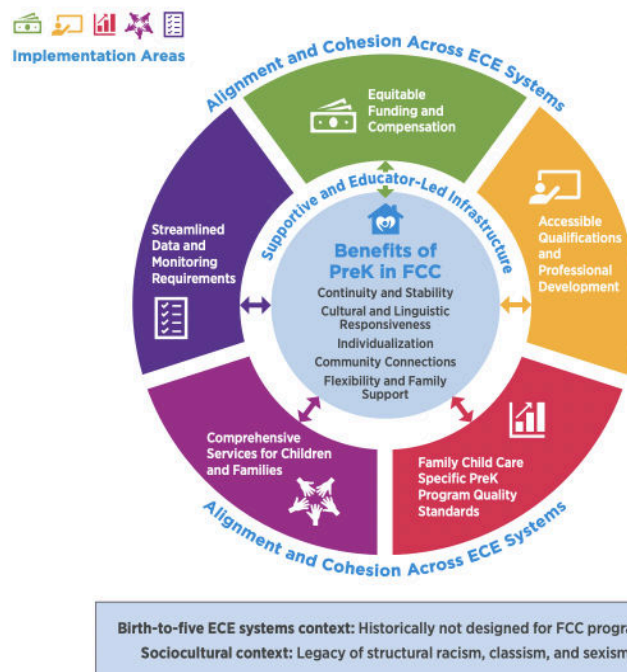 Implementation Areas
Alignment and Cohesion Across ECE Systems
Equitable
Funding and
Compensation
Supportive and Educator-Led Infrastructure
Accessible
Qualifications
and
Professional
Development
Streamlined
Data and
Monitoring
Requirements
Benefits of
PreK in FCC
Continuity and Stability
Cultural and Linguistic
Responsiveness
Individualization
Community Connections
Flexibility and Family
Support
Comprehensive
Services for Children
and Families
Family Child Care
Specific PreK
Program Quality
Standards
Alignment and Cohesion Across ECE Systems
Birth-to-five ECE systems context: Historically not designed for FCC
Sociocultural context: Legacy of structural racism, classism, and sexism